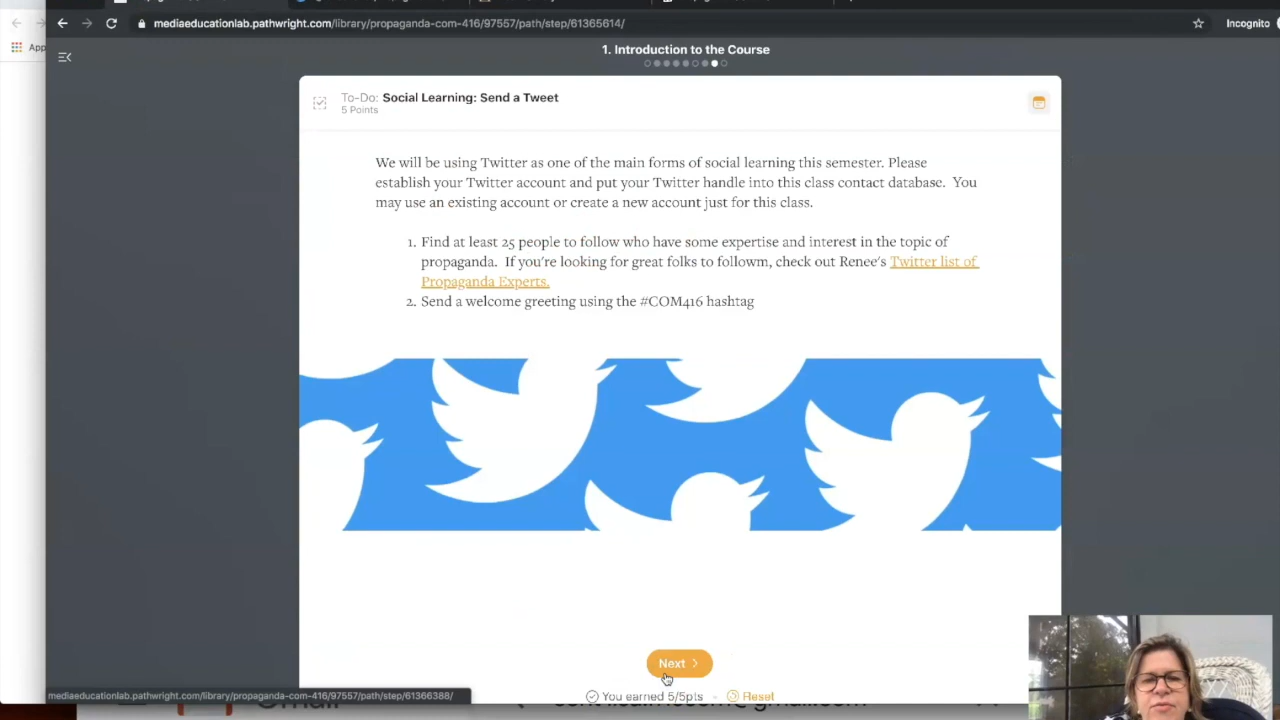 mediaeducationlab.pathwright.com/library/propaganda-com-416/97557/path/step/61365614/
Incognito
App
1. Introduction to the Course
To-Do: Social Learning: Send a Tweet
5 Points
We will be using Twitter as one of the main forms of social learning this semester. Please
establish your Twitter account and put your Twitter handle into this class contact database. You
may use an existing account or create a new account just for this class.
1. Find at least 25 people to follow who have some expertise and interest in the topic of
propaganda. If you're looking for great folks to followm, check out Renee's Twitter list of
Propaganda Experts.
2. Send a welcome greeting using the #COM416 hashtag
Next
mediaeducationlab.pathwright.com/library/propaganda-com-416/97557/path/step/61366388/
You earned 5/5pts
Reset